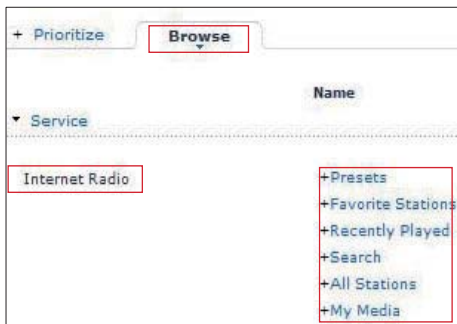 + Prioritize Browse
Name
Service
Internet Radio +Presets
+Favorite Stations
+Recently Played
+Search
+All Stations
+My Media